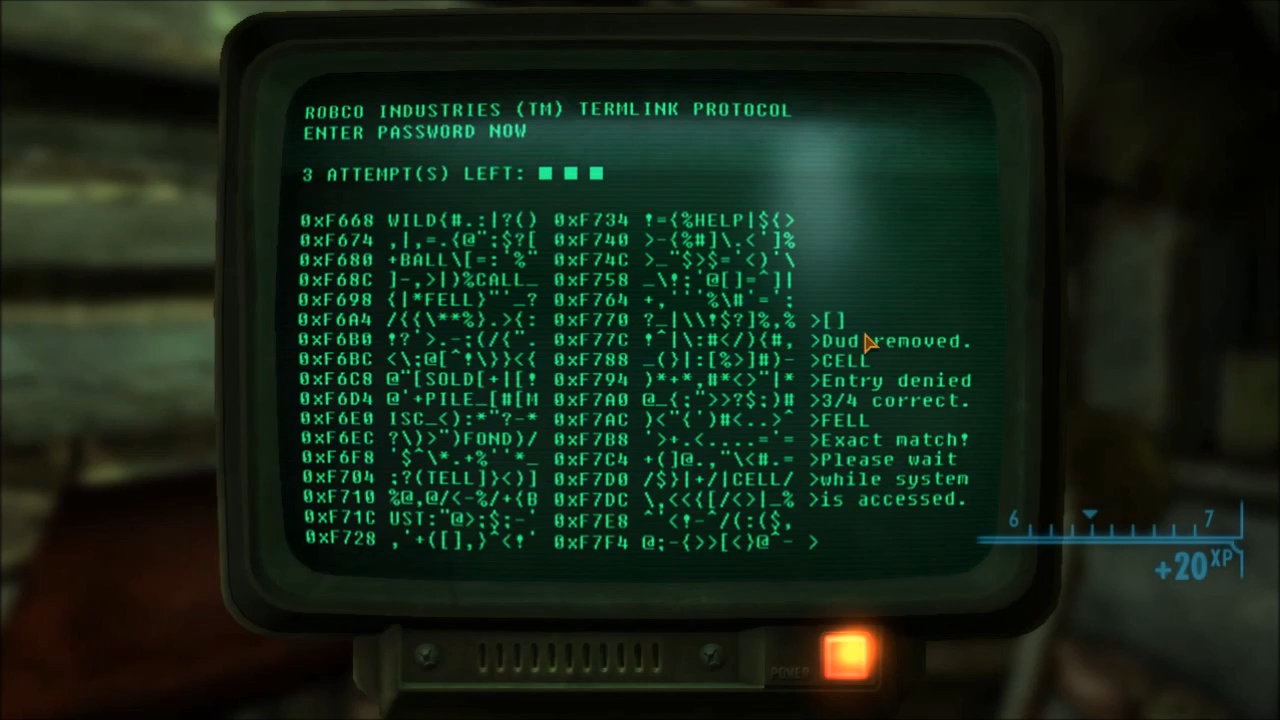 ROBCO INDUSTRIES (TM) TERMLINK PROTOCOL
ENTER PASSWORD NOW
3 ATTEMPT(S) LEFT: ■ ■ ■
0xF668 WILD{#.:|?() 0xF734 !={%HELP|${>
0xF674 ,|,=.{@":$?[ 0xF740 >-{%#]\.<']%
0xF680 +BALL\[=:'%" 0xF74C >_"$>$='<)'\
0xF68C ]-,>|)%CALL_ 0xF758 _\!;'@[]=^]|
0xF698 {|*FELL}"'_? 0xF764 +,'''%\#'=':
0xF6A4 /{{\**%}.>{: 0xF770 ?_|\\!$?]%,% >[]
0xF6B0 !?`>.-;(/{". 0xF77C '^|\:#</}{#, >Dud removed.
0xF6BC <\;@[^!\}}<{ 0xF788 _()|:[%>]#)- >CELL
0xF6C8 @"[SOLD[+|[! 0xF794 )*+*,#*<>"|* >Entry denied
0xF6D4 @'+PILE_[#[M 0xF7A0 @_{;">>?$:)# >3/4 correct.
0xF6E0 ISC_<):*"?-* 0xF7AC )<"{')#<..>^ >FELL
0xF6EC ?\)>")FOND)/ 0xF7B8 '>+.<....='= >Exact match!
0xF6F8 '$^\*.+%''*_ 0xF7C4 +(]@.,"\<#.= >Please wait
0xF704 :?(TELL]}<)] 0xF7D0 /$}|+/|CELL/ >while system
0xF710 %@,@/<-%/+{B 0xF7DC \,<<{[/<>|_% >is accessed.
0xF71C UST:"@>;$;-' 0xF7E8 ^'<!-^/(:($,
0xF728 ,'+([],}^<!' 0xF7F4 @;-{>>[<}@^- >
6 7
+20 XP
POWER